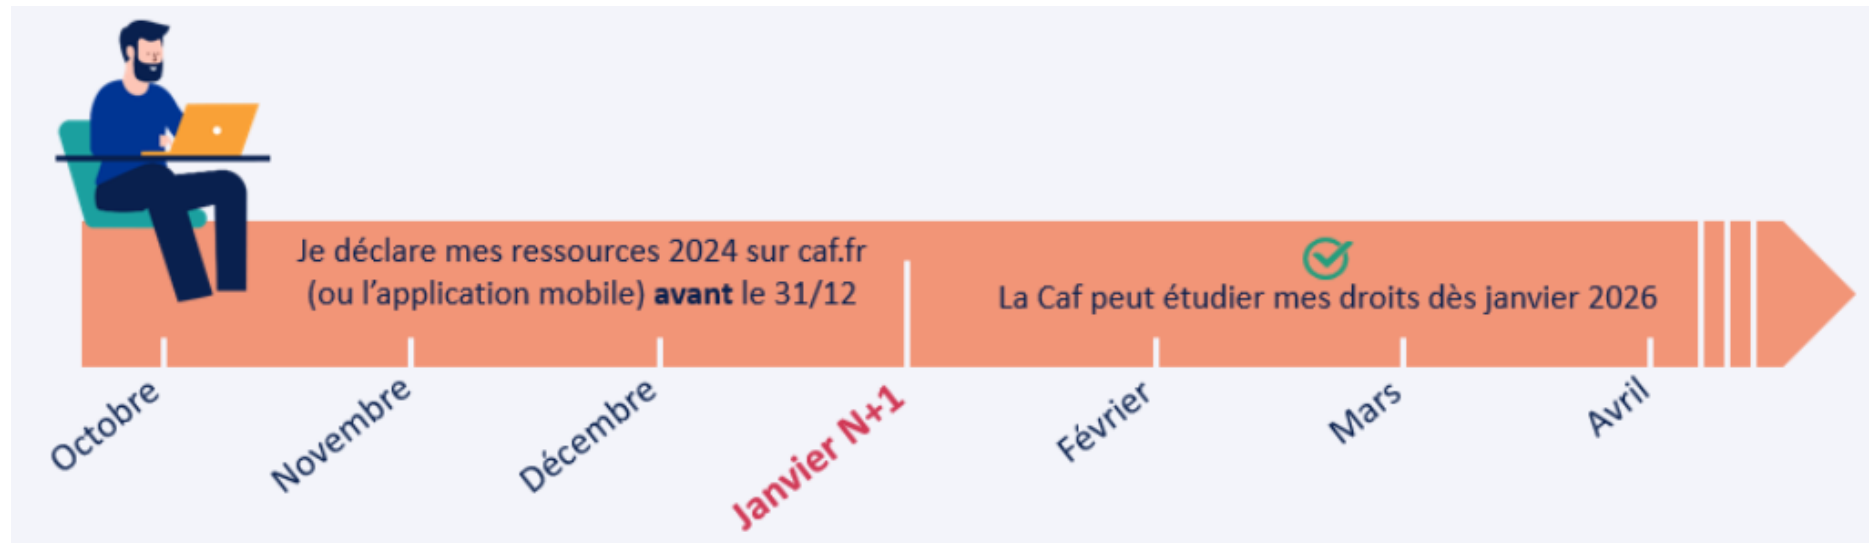 Je déclare mes ressources 2024 sur caf.fr
(ou l'application mobile) avant le 31/12
La Caf peut étudier mes droits dès janvier 2026
Octobre
Novembre
Décembre
Janvier N+1
Février
Mars
Avril